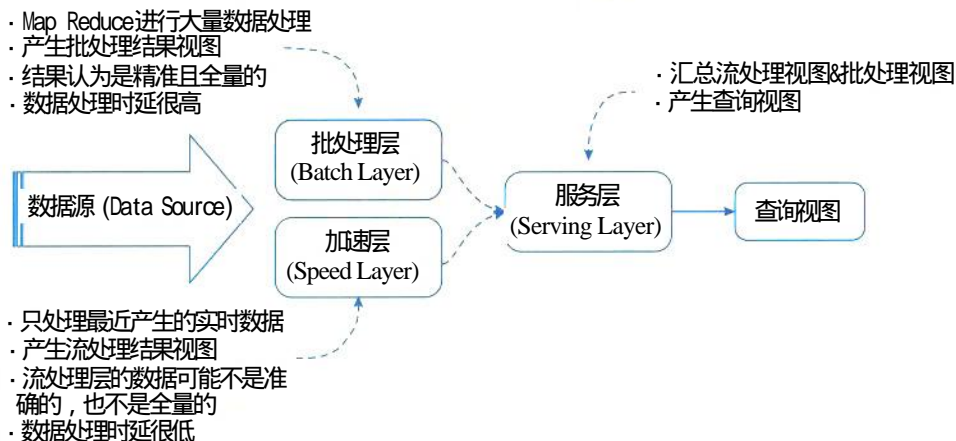 · Map Reduce进行大量数据处理
· 产生批处理结果视图
· 结果认为是精准且全量的
· 数据处理时延很高
· 汇总流处理视图&批处理视图
· 产生查询视图
批处理层
(Batch Layer)
数据源 (Data Source)
服务层
(Serving Layer)
查询视图
加速层
(Speed Layer)
· 只处理最近产生的实时数据
· 产生流处理结果视图
· 流处理层的数据可能不是准
确的，也不是全量的
· 数据处理时延很低